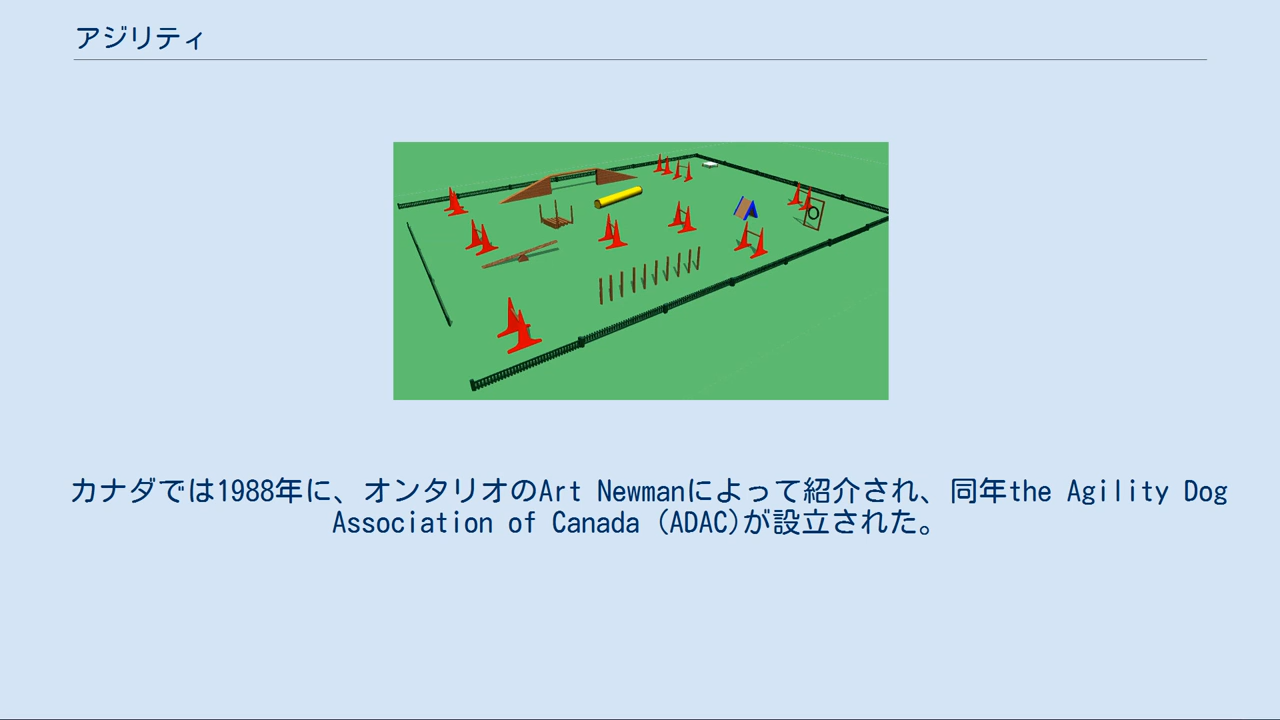 アジリティ
カナダでは1988年に、オンタリオのArt Newmanによって紹介され、同年the Agility Dog
Association of Canada (ADAC)が設立された。